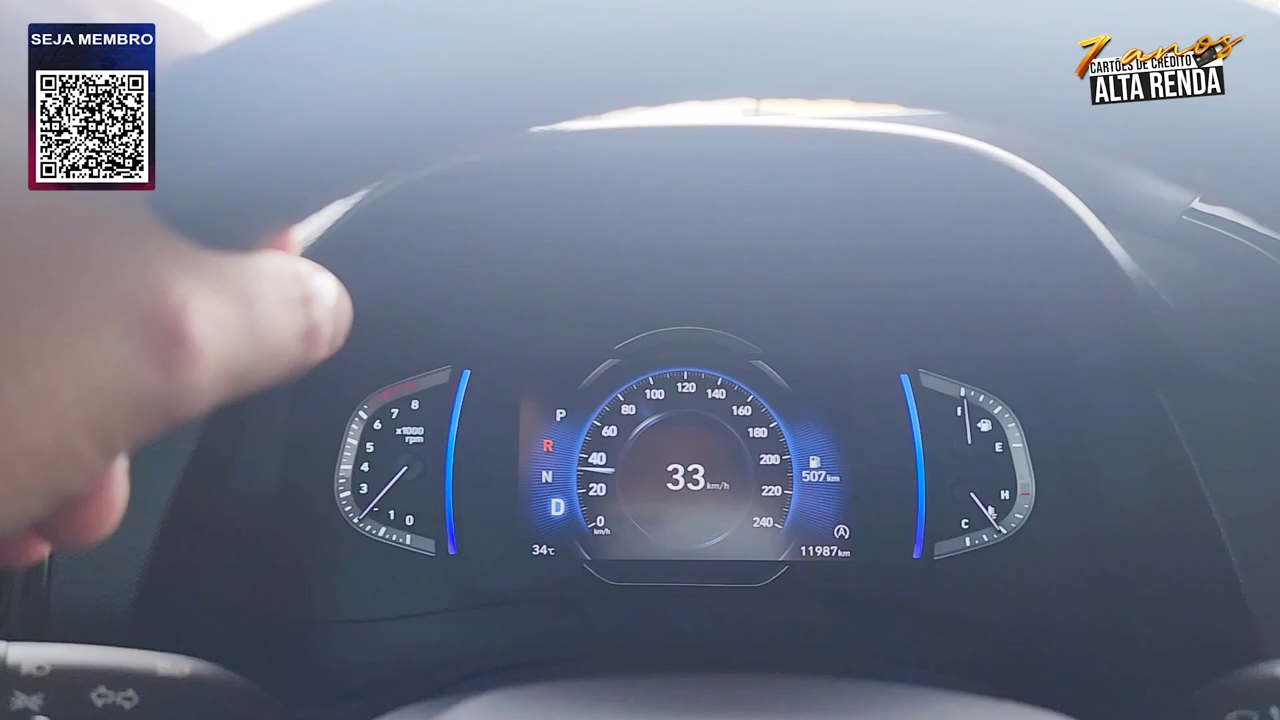 SEJA MEMBRO
7 anos
CARTÕES DE CRÉDITO
ALTA RENDA
8
7
6
5
4
3
1
0
x1000
rpm
P
R
N
D
0
20
40
60
80
100
120
140
160
180
200
220
240
km/h
33 km/h
507 km
34°C
11987 km
A
F
E
H
C